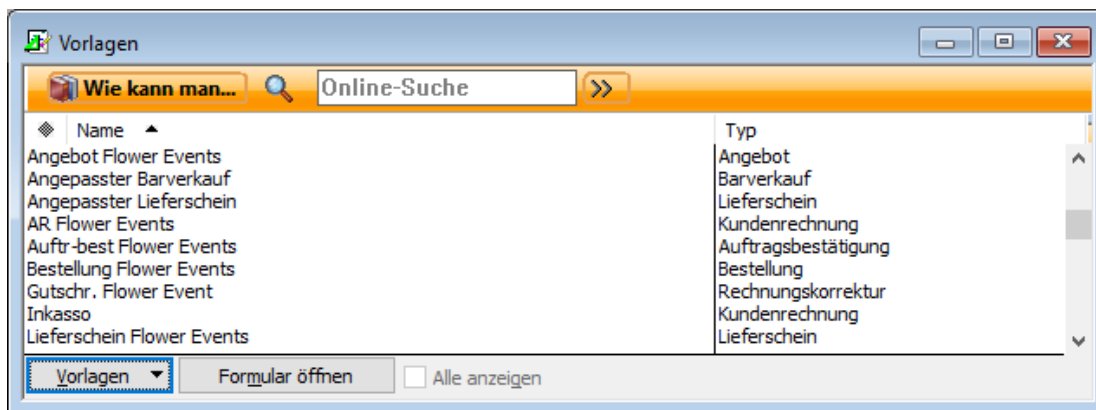 Vorlagen
Wie kann man... Online-Suche
Name Typ
Angebot Flower Events Angebot
Angepasster Barverkauf Barverkauf
Angepasster Lieferschein Lieferschein
AR Flower Events Kundenrechnung
Auftr-best Flower Events Auftragsbestätigung
Bestellung Flower Events Bestellung
Gutschr. Flower Event Rechnungskorrektur
Inkasso Kundenrechnung
Lieferschein Flower Events Lieferschein
Vorlagen Formular öffnen Alle anzeigen